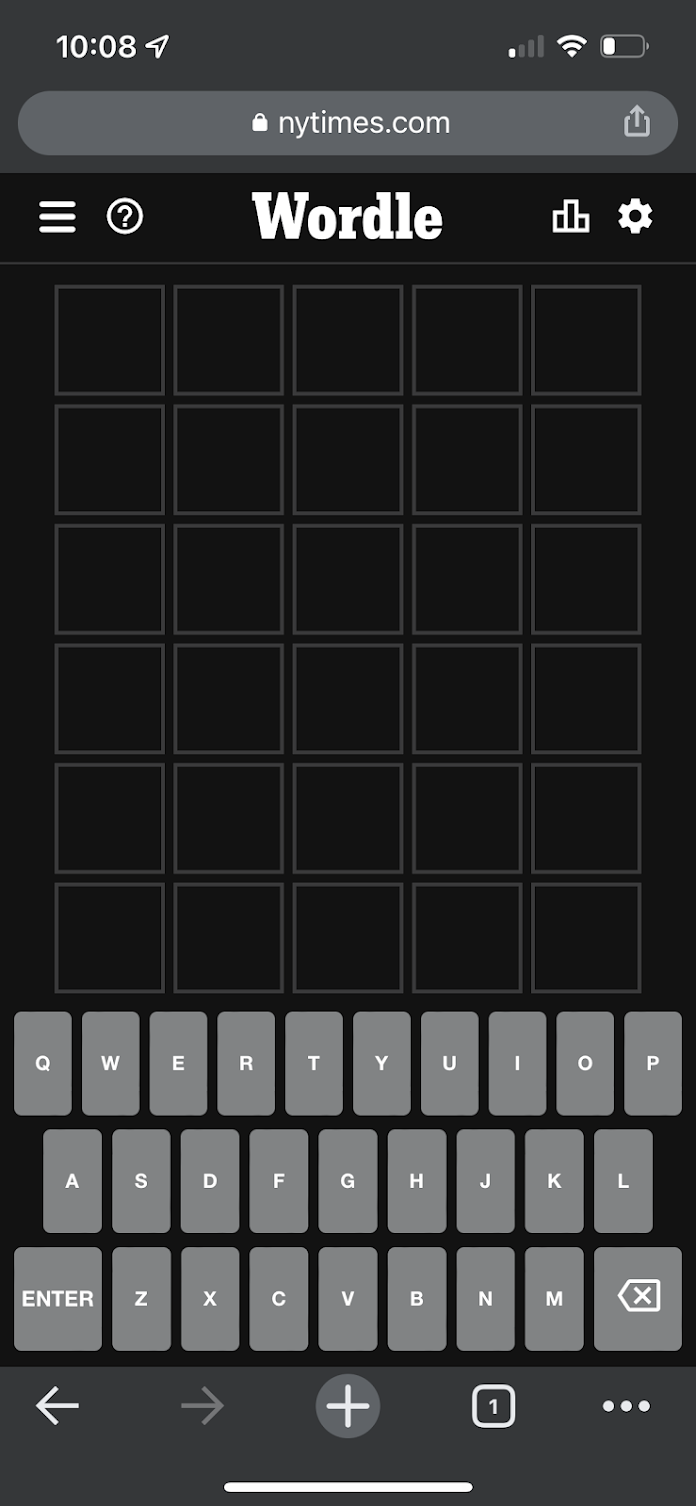 10:08
nytimes.com
Wordle
Q W E R T Y U I O P
A S D F G H J K L
ENTER Z X C V B N M
1